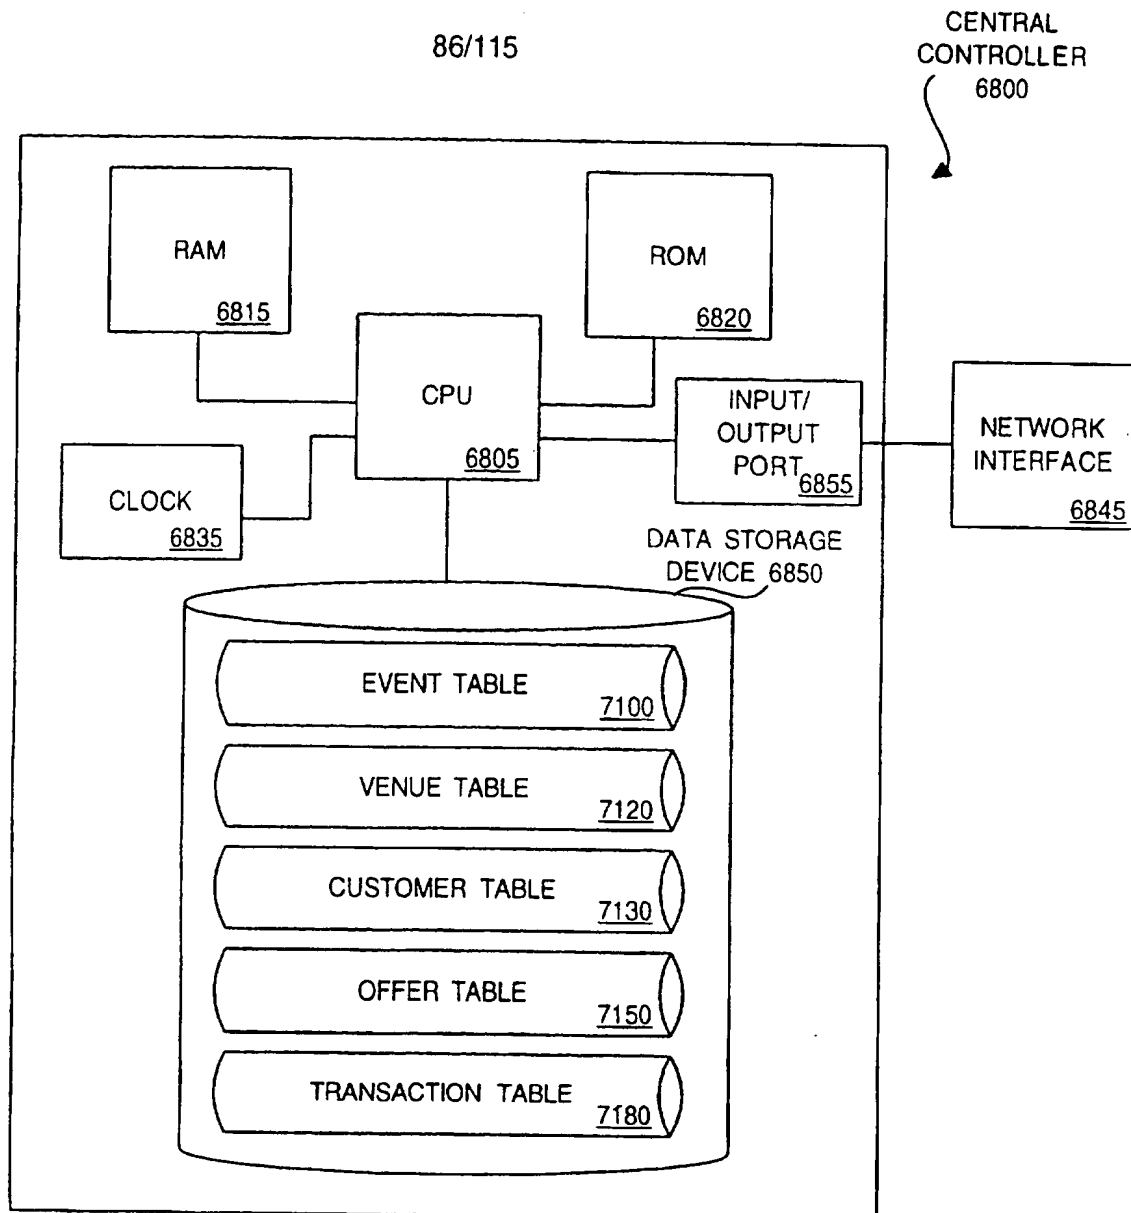 86/115
CENTRAL
CONTROLLER
6800
RAM
6815
ROM
6820
CPU
6805
INPUT/
OUTPUT
PORT
6855
NETWORK
INTERFACE
6845
CLOCK
6835
DATA STORAGE
DEVICE 6850
EVENT TABLE
7100
VENUE TABLE
7120
CUSTOMER TABLE
7130
OFFER TABLE
7150
TRANSACTION TABLE
7180